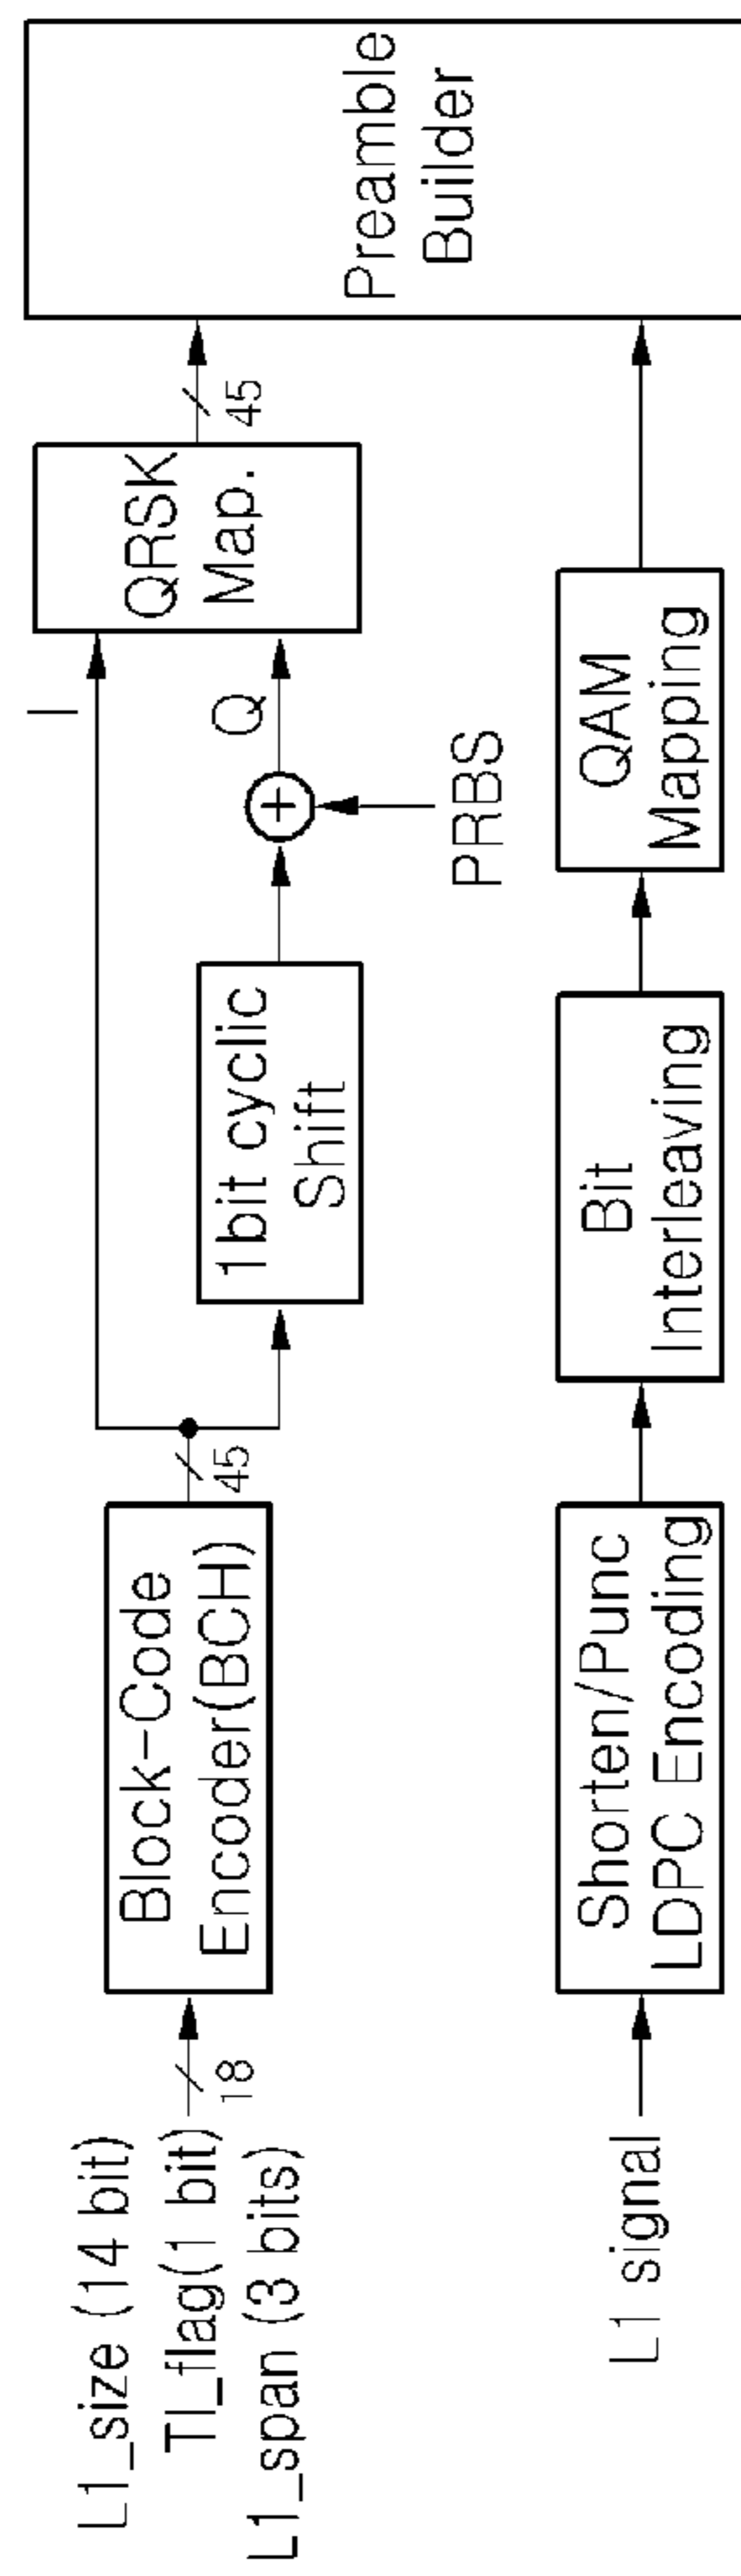 L1_size (14 bit)
TI_flag(1 bit)
L1_span (3 bits)
18
Block-Code
Encoder(BCH)
45
1bit cyclic
Shift
PRBS
I
Q
QRSK
Map.
45
Preamble
Builder
L1 signal
Shorten/Punc
LDPC Encoding
Bit
Interleaving
QAM
Mapping